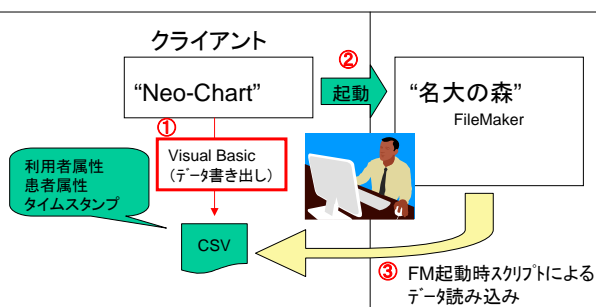 クライアント
②
“Neo-Chart”
起動
“名大の森”
FileMaker
①
Visual Basic
(ﾃﾞｰﾀ書き出し)
利用者属性
患者属性
タイムスタンプ
CSV
③ FM起動時ｽｸﾘﾌﾟﾄによる
ﾃﾞｰﾀ読み込み